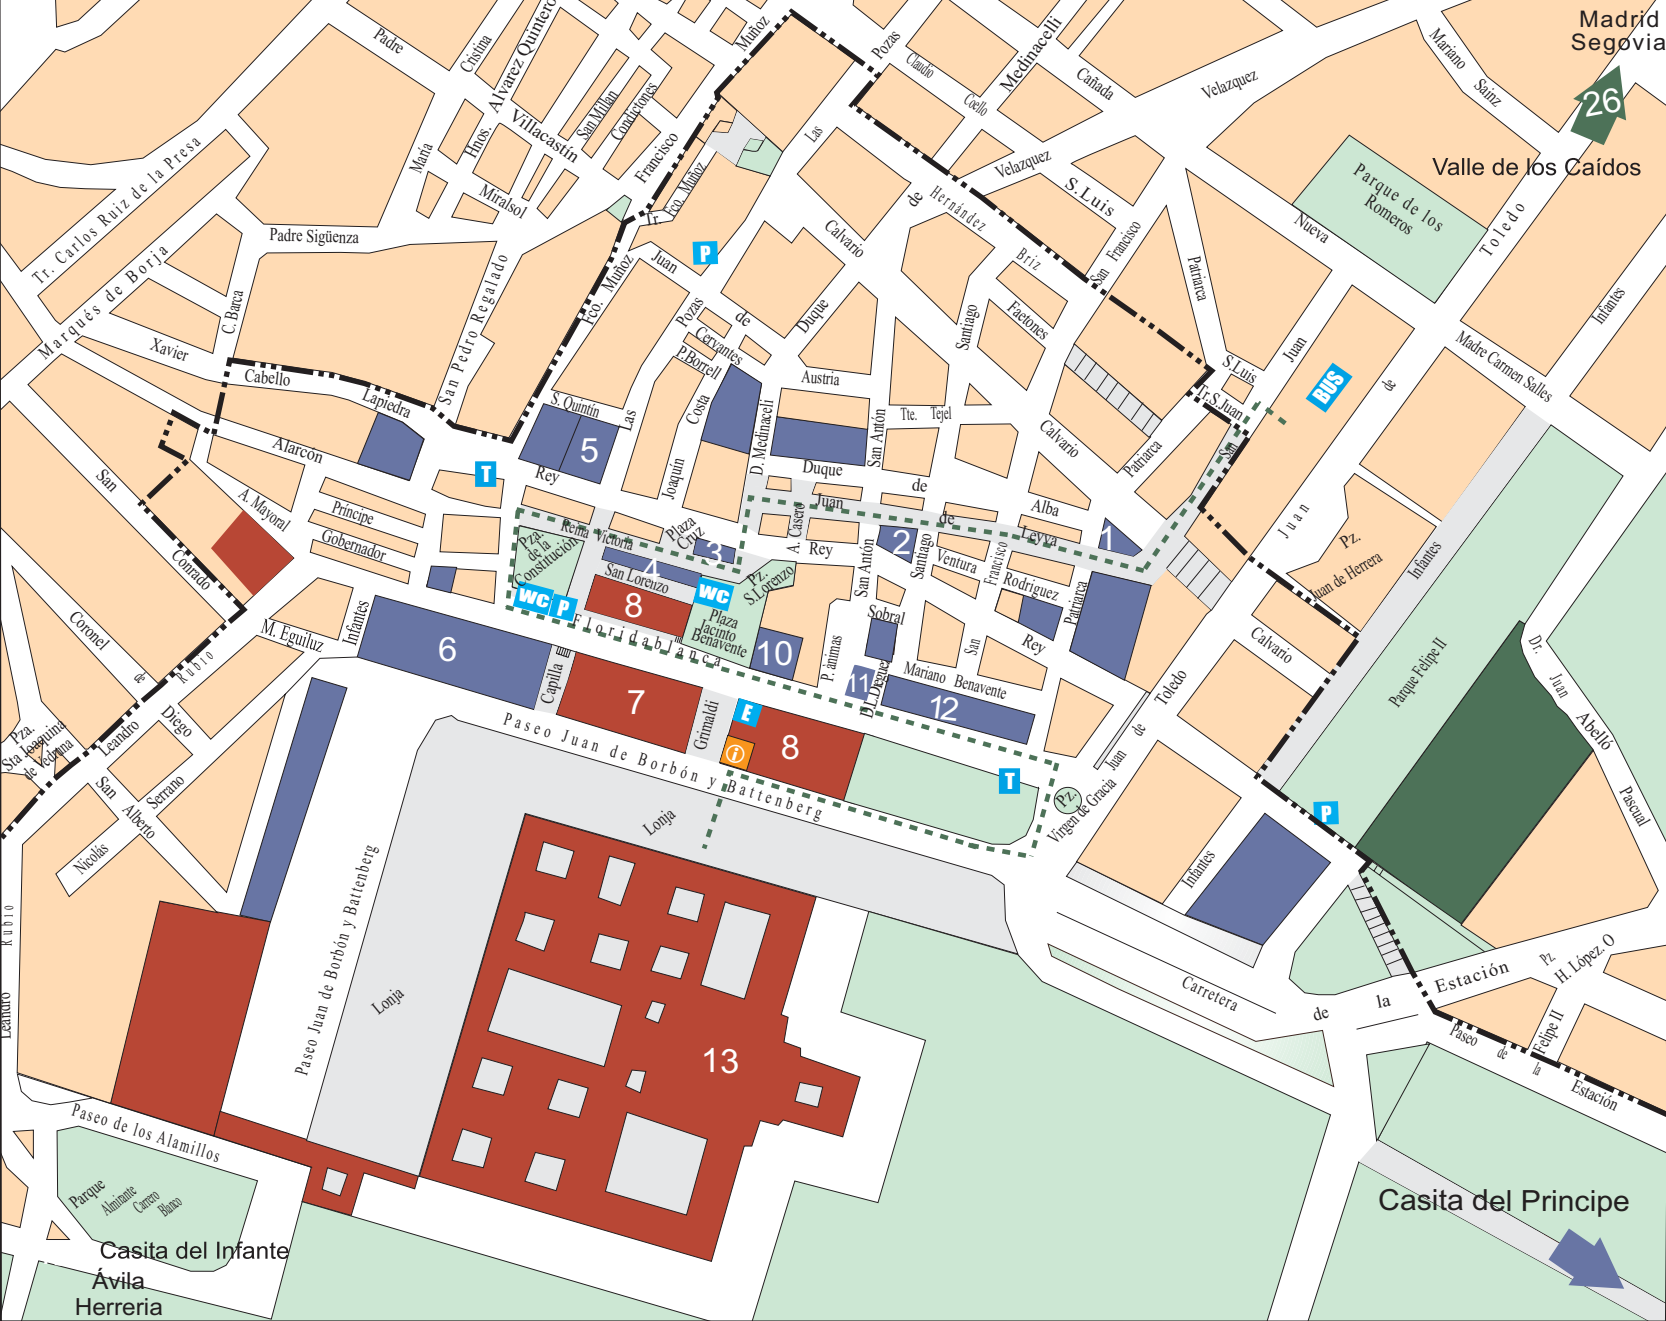 Madrid
Segovia
26
Valle de los Caídos
Padre
Cristina
Alvarez Quintero
Muñoz
Pozas
Claudio
Coello
Medinacelli
Cañada
Velazquez
Mariano
Sainz
Hnos.
Villacastín
San Millan
Condictones
Maria
Miralsol
Francisco
Las
Velazquez
S. Luis
Parque de los
Romeros
Toledo
Nueva
Tr. Carlos Ruiz de la Presa
Padre Sigüenza
Tr.
Fco. Muñoz
P
Juan
de
Calvario
de
Hernández
Briz
San Francisco
Patriarca
Marqués de Borja
C. Barca
San Pedro Regalado
Fco. Muñoz
Pozas
Cervantes
P.Borrell
Duque
Santiago
Faetones
Juan
S.Luis
Tr.S.Juan
BUS
de
Madre Carmen Salles
Infantes
Xavier
Cabello
Lapiedra
S. Quintín
Las
Costa
Joaquín
D. Medinaceli
Austria
Tte. Tejel
San Antón
Calvario
Patriarca
San
Juan
Alarcón
San
Conrado
A. Mayoral
Príncipe
Gobernador
T
5
Rey
Duque
de
Alba
Juan
de
Leyva
1
Pza.
de la
Constitución
Reina Victoria
Plaza
Cruz
3
4
San Lorenzo
8
WC
P
WC
Pz.
S.Lorenzo
Plaza
Jacinto
Benavente
A. Casero
Rey
San Antón
2
Santiago
Ventura
Francisco
Rodriguez
Patriarca
Rey
San
Sobral
P. ánimas
10
11
D.L.Deguez
Mariano Benavente
12
Floridablanca
Pz.
Juan de Herrera
Infantes
Parque Felipe II
Calvario
Toledo
de
Juan
Dr.
Juan
Abelló
Pascual
Coronel
de
Rubio
M. Eguiluz
Infantes
6
Capilla
7
Grimaldi
E
i
8
T
Pz.
Virgen de Gracia
P
Infantes
Pza.
Sta Joaquina
de Vedruna
Leandro
Diego
San
Alberto
Serrano
Nicolás
Paseo Juan de Borbón y Battenberg
Lonja
Paseo Juan de Borbón y Battenberg
Lonja
13
Rubio
Leandro
Carretera
de
la
Estación
Pz
H. López. O
Felipe II
Paseo
de
la
Estación
Paseo de los Alamillos
Parque
Almirante
Carrero
Blanco
Casita del Infante
Ávila
Herreria
Casita del Principe